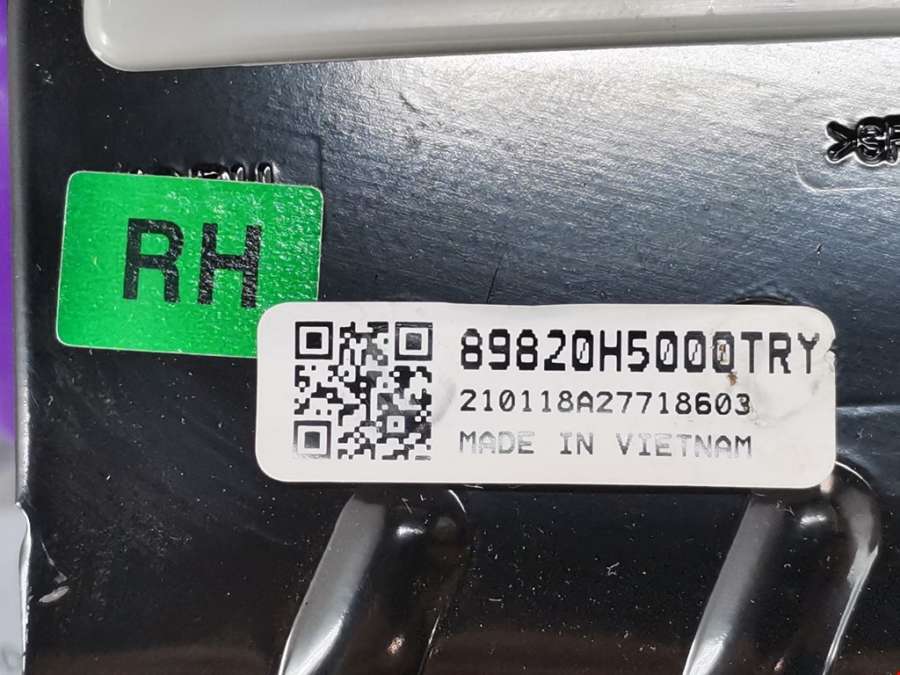 RH
89820H5000TRY
210118A27718603
MADE IN VIETNAM